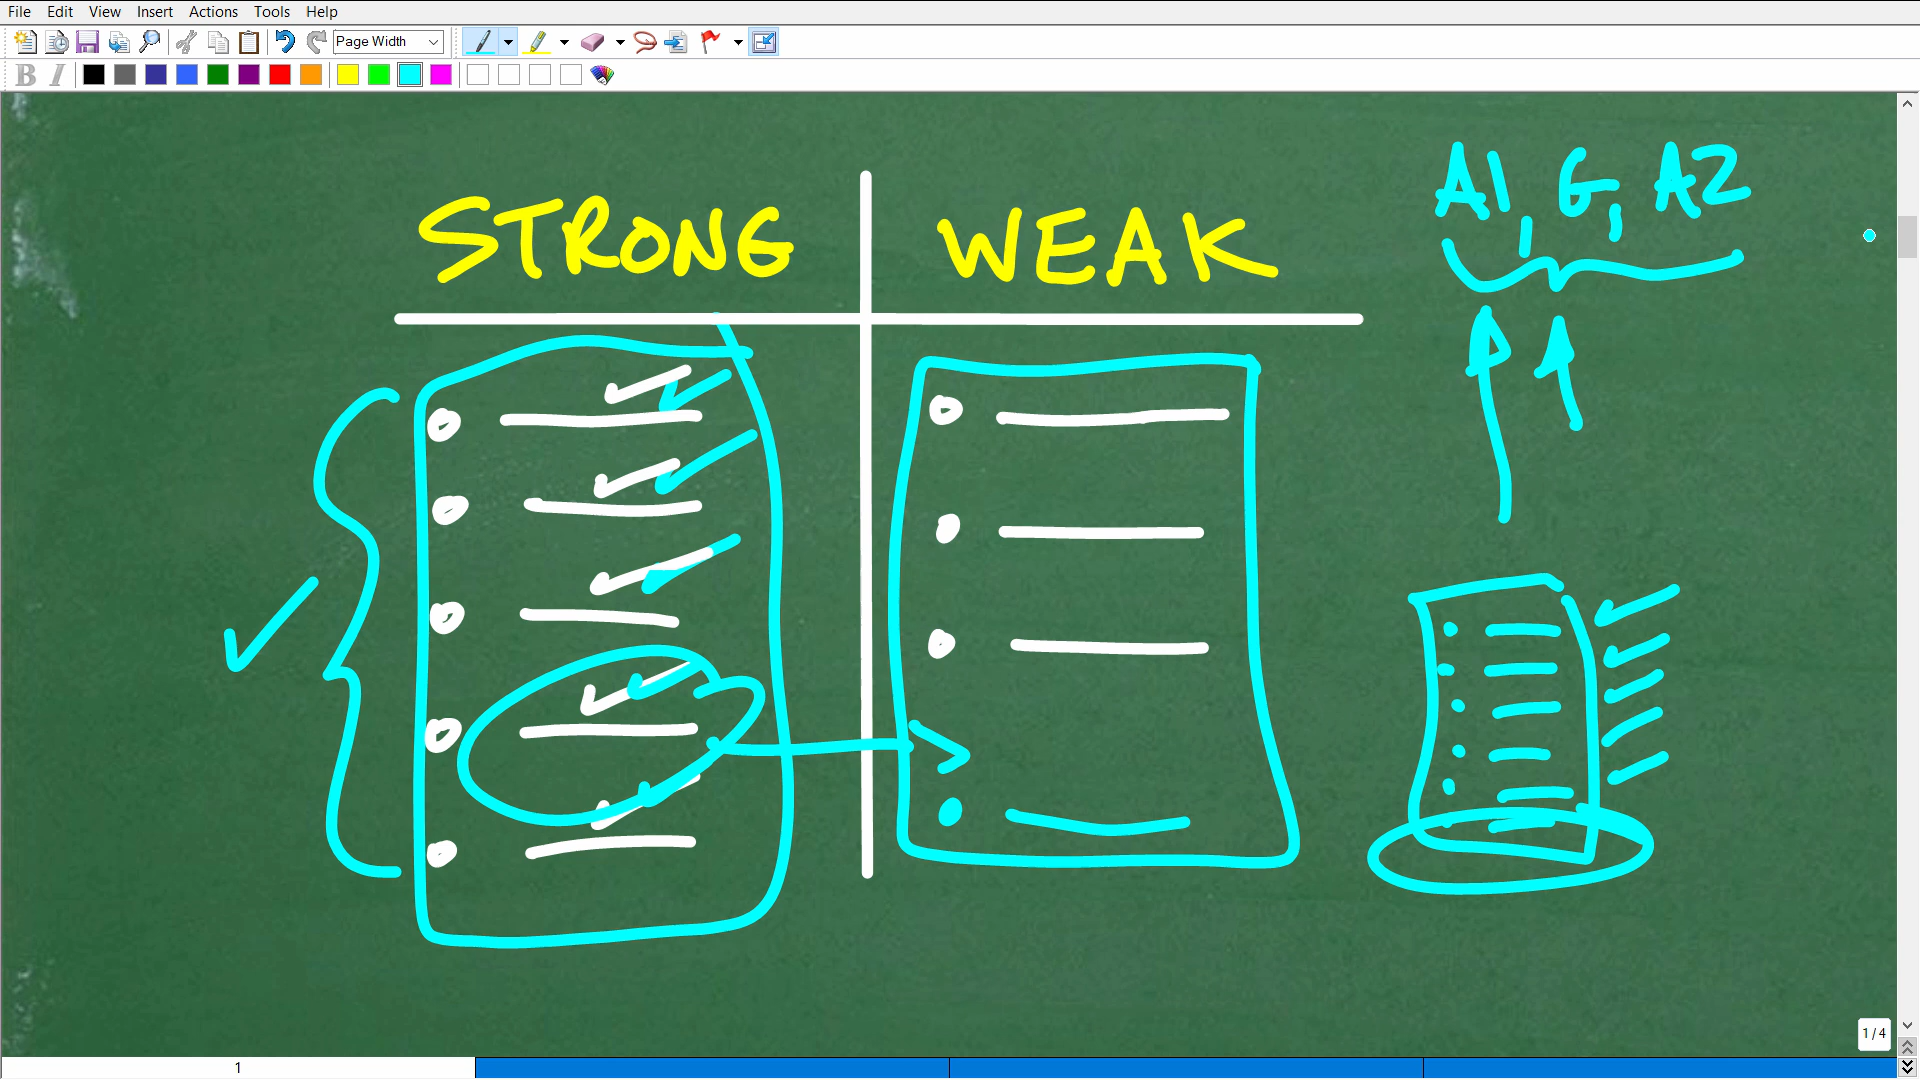 File Edit View Insert Actions Tools Help
Page Width
B I
A1, G, A2
STRONG WEAK
1 / 4
1